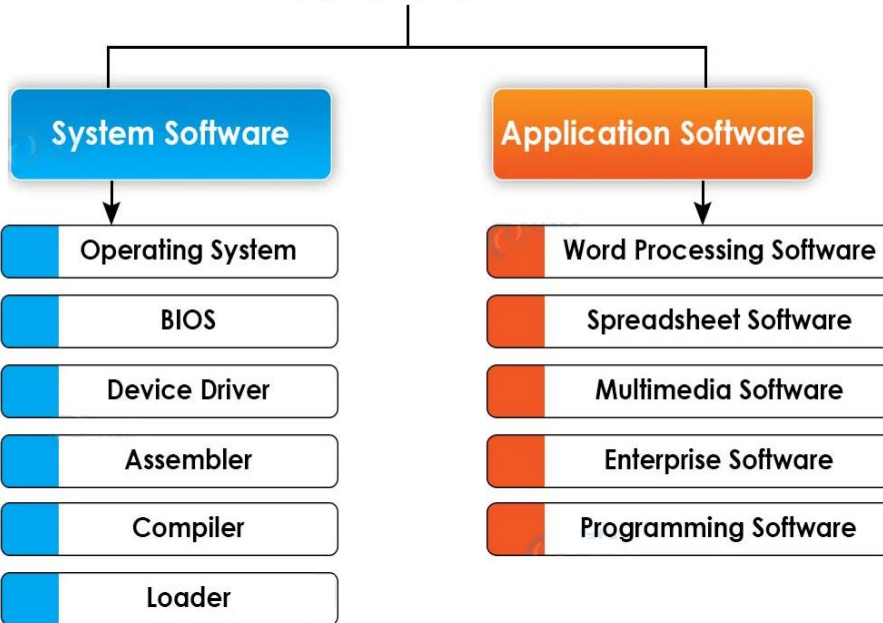 System Software
Operating System
BIOS
Device Driver
Assembler
Compiler
Loader
Application Software
Word Processing Software
Spreadsheet Software
Multimedia Software
Enterprise Software
Programming Software